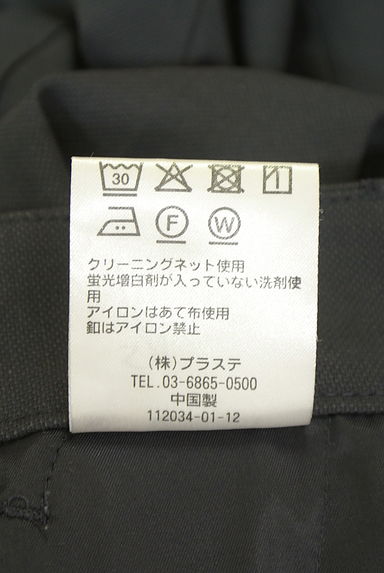 30
F W
クリーニングネット使用
蛍光増白剤が入っていない洗剤使
用
アイロンはあて布使用
釦はアイロン禁止
(株)プラステ
TEL.03-6865-0500
中国製
112034-01-12